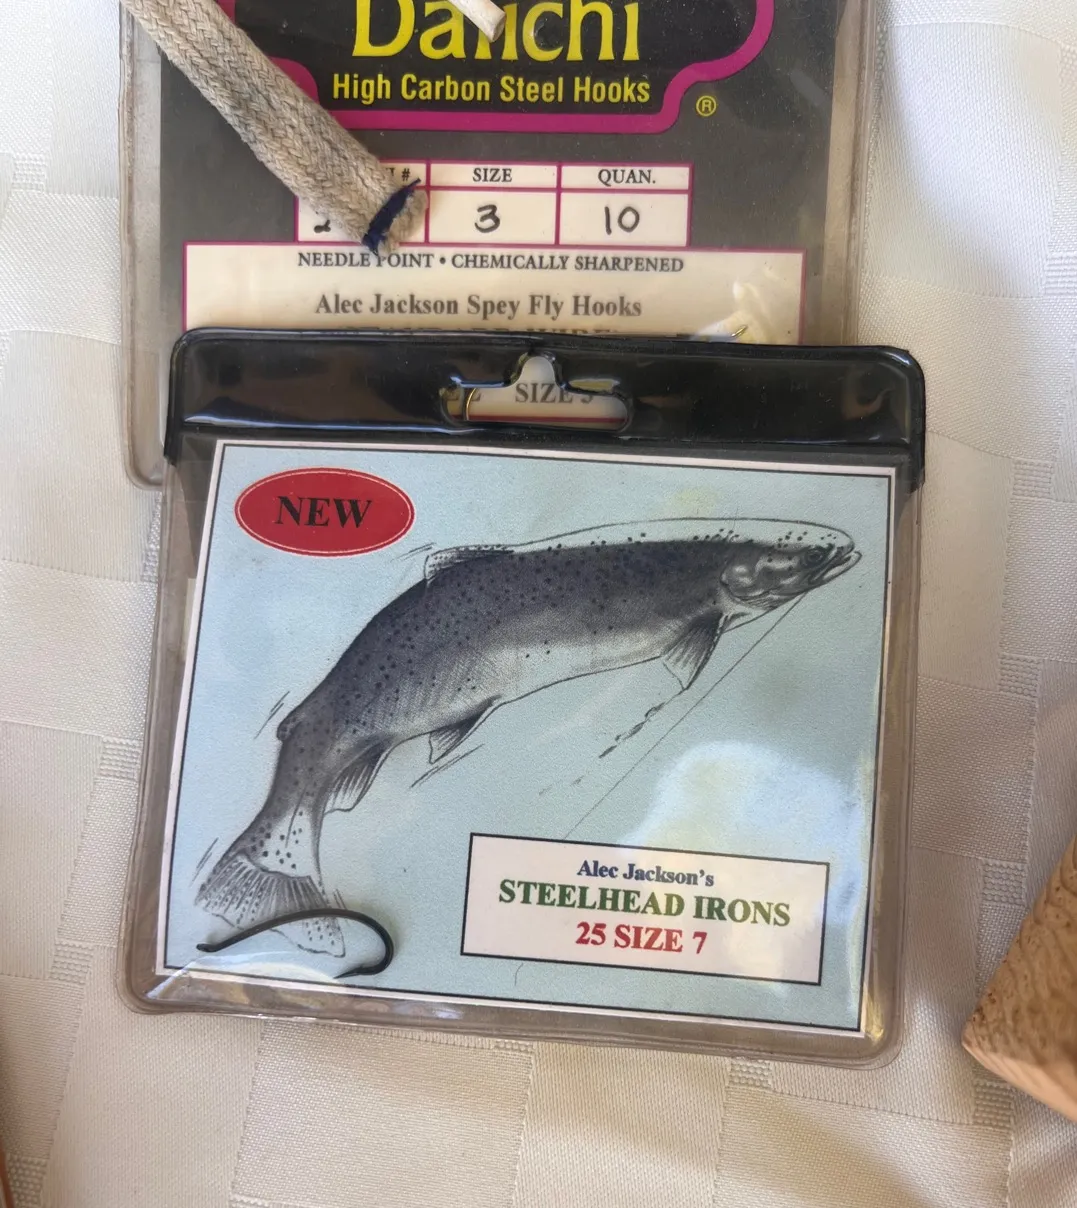 Daiichi
High Carbon Steel Hooks
®
# SIZE QUAN.
3 10
NEEDLE POINT • CHEMICALLY SHARPENED
Alec Jackson Spey Fly Hooks
SIZE
NEW
Alec Jackson's
STEELHEAD IRONS
25 SIZE 7